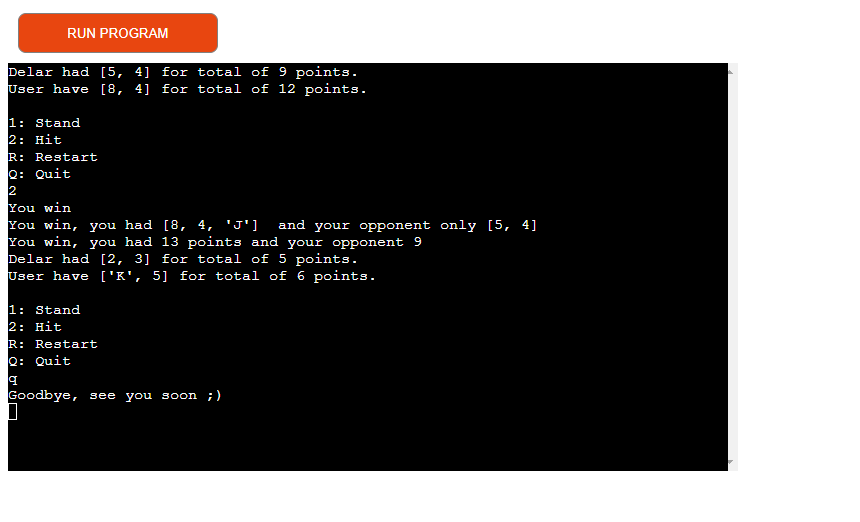 RUN PROGRAM
Delar had [5, 4] for total of 9 points.
User have [8, 4] for total of 12 points.
1: Stand
2: Hit
R: Restart
Q: Quit
2
You win
You win, you had [8, 4, 'J']  and your opponent only [5, 4]
You win, you had 13 points and your opponent 9
Delar had [2, 3] for total of 5 points.
User have ['K', 5] for total of 6 points.
1: Stand
2: Hit
R: Restart
Q: Quit
q
Goodbye, see you soon ;)